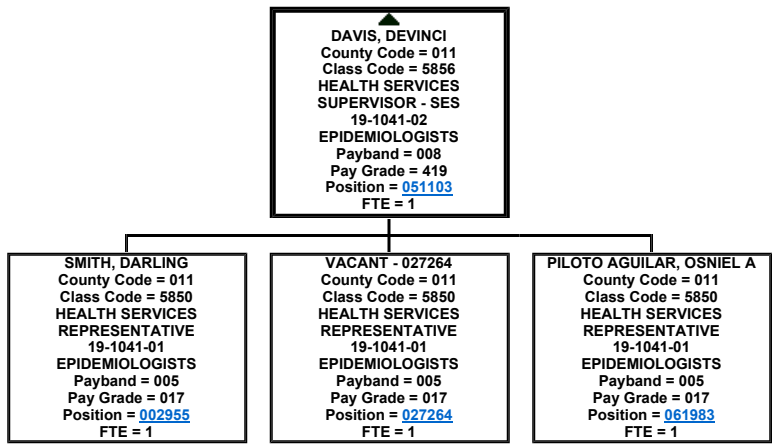 DAVIS, DEVINCI
County Code = 011
Class Code = 5856
HEALTH SERVICES
SUPERVISOR - SES
19-1041-02
EPIDEMIOLOGISTS
Payband = 008
Pay Grade = 419
Position = 051103
FTE = 1
SMITH, DARLING
County Code = 011
Class Code = 5850
HEALTH SERVICES
REPRESENTATIVE
19-1041-01
EPIDEMIOLOGISTS
Payband = 005
Pay Grade = 017
Position = 002955
FTE = 1
VACANT - 027264
County Code = 011
Class Code = 5850
HEALTH SERVICES
REPRESENTATIVE
19-1041-01
EPIDEMIOLOGISTS
Payband = 005
Pay Grade = 017
Position = 027264
FTE = 1
PILOTO AGUILAR, OSNIEL A
County Code = 011
Class Code = 5850
HEALTH SERVICES
REPRESENTATIVE
19-1041-01
EPIDEMIOLOGISTS
Payband = 005
Pay Grade = 017
Position = 061983
FTE = 1